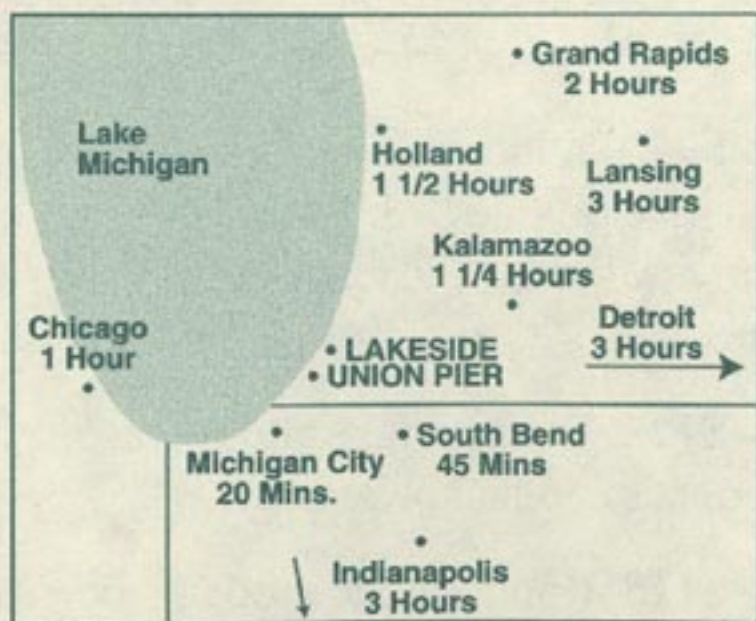 Grand Rapids
2 Hours
Lake
Michigan
Holland
1 1/2 Hours
Lansing
3 Hours
Kalamazoo
1 1/4 Hours
Chicago
1 Hour
Detroit
3 Hours
LAKESIDE
UNION PIER
Michigan City
20 Mins.
South Bend
45 Mins
Indianapolis
3 Hours